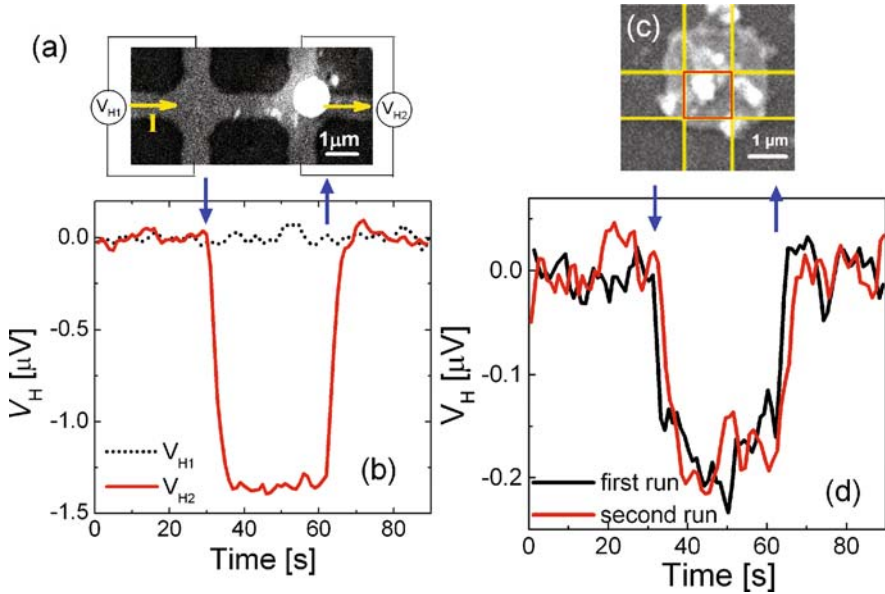 (a)
V_H1
I
V_H2
1μm
(c)
1 μm
0.0
-0.5
-1.0
-1.5
V_H [μV]
V_H1
V_H2
(b)
0 20 40 60 80
Time [s]
0.0
-0.1
-0.2
V_H [μV]
first run
second run
(d)
0 20 40 60 80
Time [s]